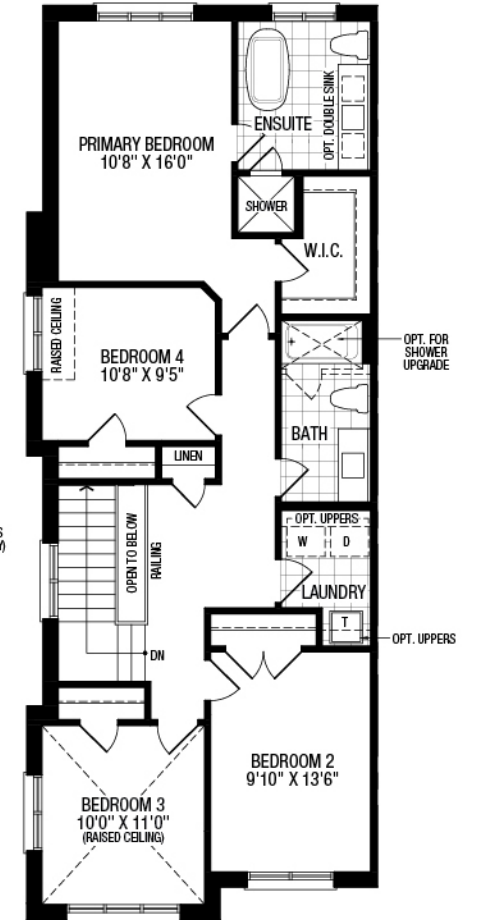 PRIMARY BEDROOM
10'8" X 16'0"
ENSUITE
OPT. DOUBLE SINK
SHOWER
W.I.C.
RAISED CEILING
BEDROOM 4
10'8" X 9'5"
OPT. FOR
SHOWER
UPGRADE
BATH
LINEN
OPEN TO BELOW
RAILING
OPT. UPPERS
W
D
LAUNDRY
T
OPT. UPPERS
DN
BEDROOM 2
9'10" X 13'6"
BEDROOM 3
10'0" X 11'0"
(RAISED CEILING)